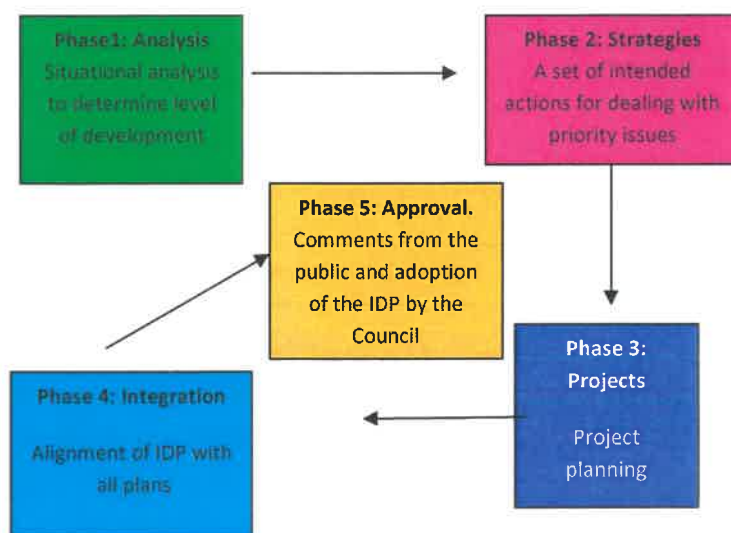 Phase1: Analysis
Situational analysis
to determine level
of development
Phase 2: Strategies
A set of intended
actions for dealing with
priority issues
Phase 5: Approval.
Comments from the
public and adoption
of the IDP by the
Council
Phase 3:
Projects
Project
planning
Phase 4: Integration
Alignment of IDP with
all plans